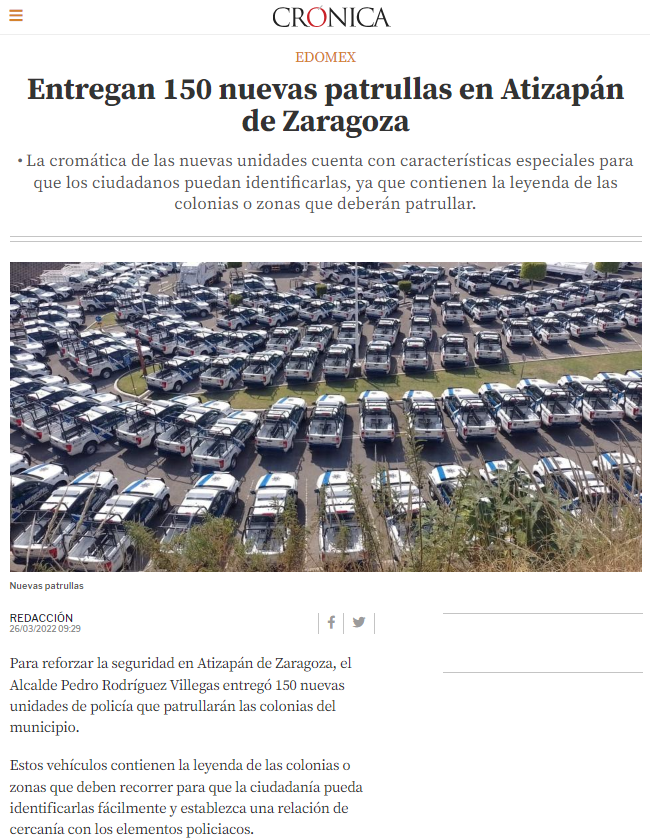 CRÓNICA
EDOMEX
Entregan 150 nuevas patrullas en Atizapán
de Zaragoza
• La cromática de las nuevas unidades cuenta con características especiales para
que los ciudadanos puedan identificarlas, ya que contienen la leyenda de las
colonias o zonas que deberán patrullar.
Nuevas patrullas
REDACCIÓN
26/03/2022 09:29
Para reforzar la seguridad en Atizapán de Zaragoza, el
Alcalde Pedro Rodríguez Villegas entregó 150 nuevas
unidades de policía que patrullarán las colonias del
municipio.
Estos vehículos contienen la leyenda de las colonias o
zonas que deben recorrer para que la ciudadanía pueda
identificarlas fácilmente y establezca una relación de
cercanía con los elementos policiacos.